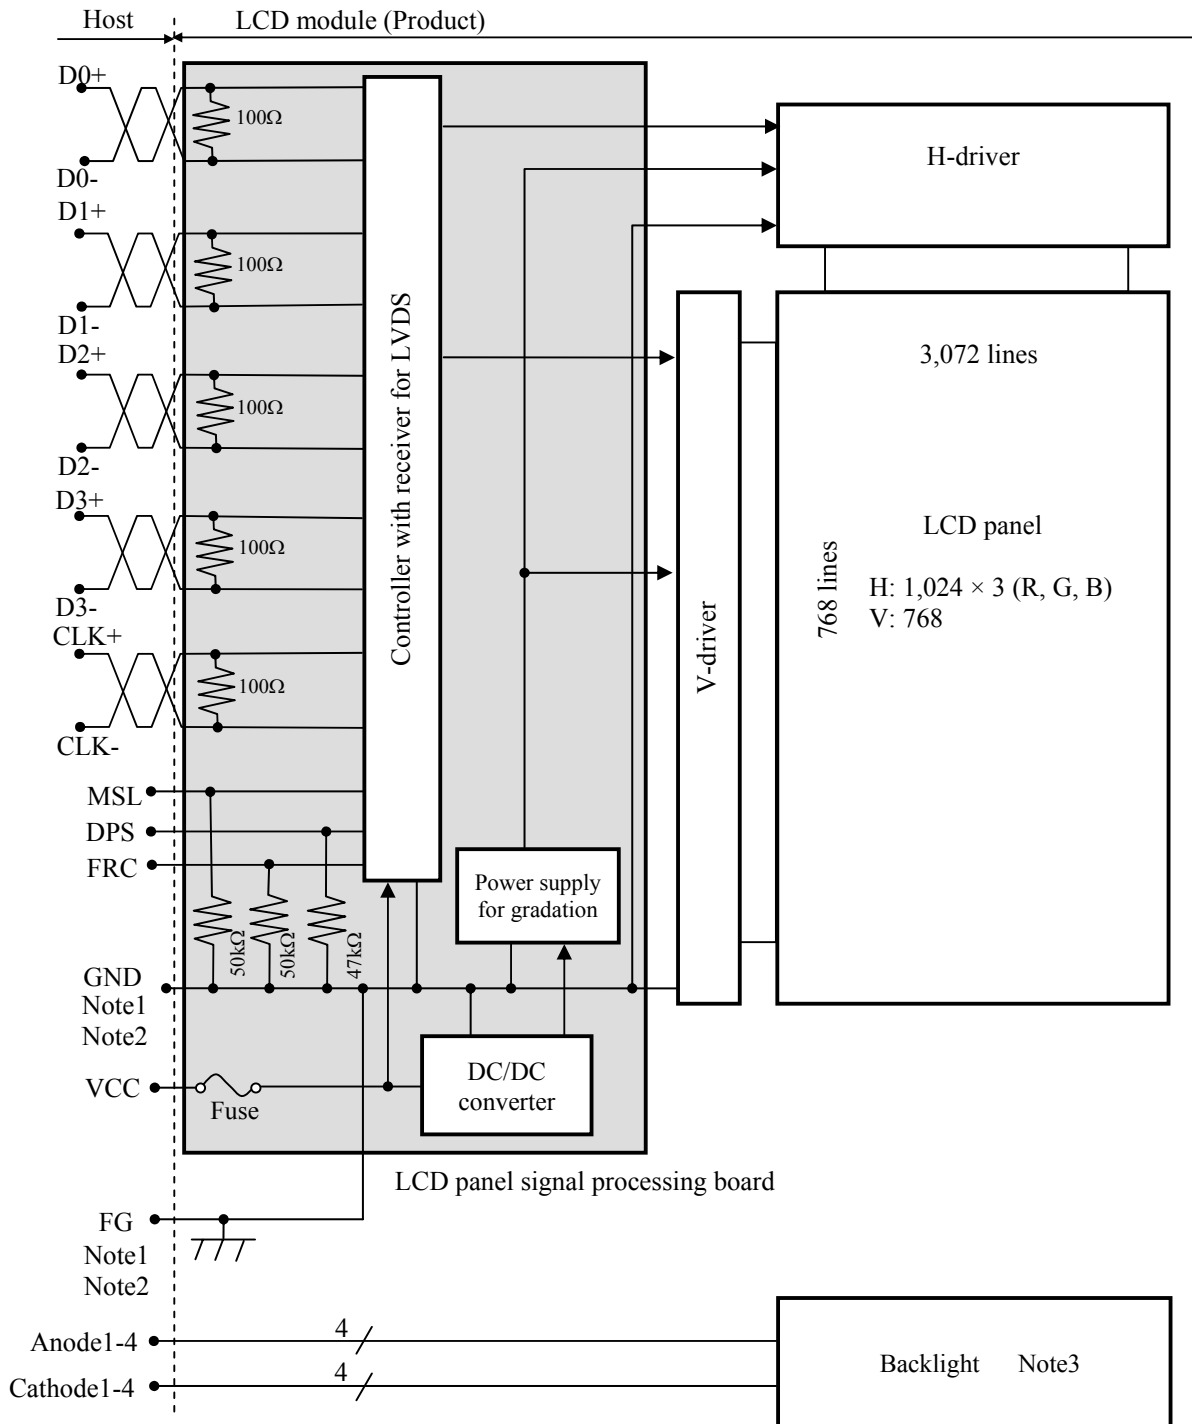 Host
LCD module (Product)
D0+
100Ω
D0-
D1+
100Ω
D1-
D2+
100Ω
D2-
D3+
100Ω
D3-
CLK+
100Ω
CLK-
MSL
DPS
FRC
50kΩ
50kΩ
47kΩ
GND
Note1
Note2
VCC
Fuse
Controller with receiver for LVDS
Power supply
for gradation
DC/DC
converter
LCD panel signal processing board
H-driver
V-driver
3,072 lines
768 lines
LCD panel
H: 1,024 × 3 (R, G, B)
V: 768
FG
Note1
Note2
Anode1-4
4
Cathode1-4
4
Backlight Note3